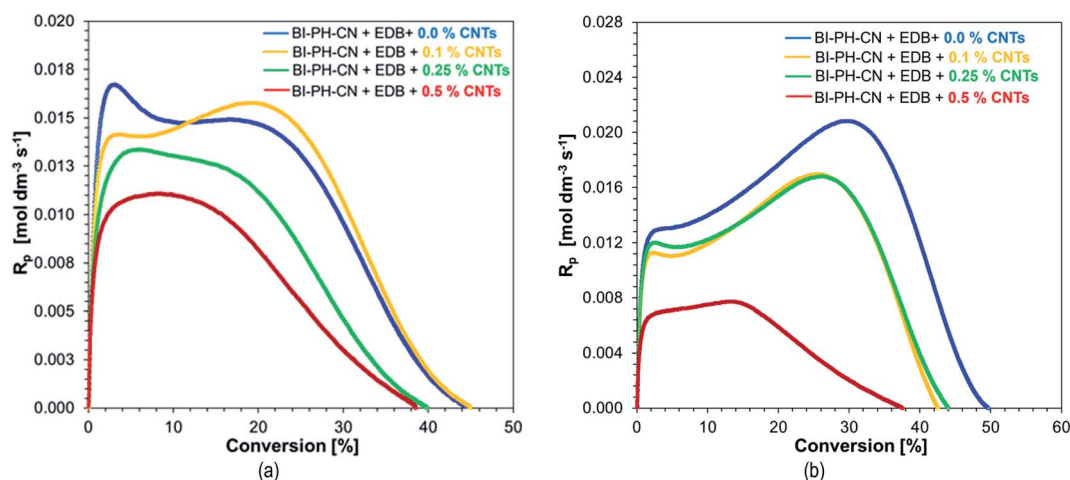 0.020
0.018
0.015
0.013
0.010
0.008
0.005
0.003
0.000
Rp [mol dm-3 s-1]
BI-PH-CN + EDB+ 0.0 % CNTs
BI-PH-CN + EDB + 0.1 % CNTs
BI-PH-CN + EDB + 0.25 % CNTs
BI-PH-CN + EDB + 0.5 % CNTs
0 10 20 30 40 50
Conversion [%]
(a)
0.028
0.024
0.020
0.016
0.012
0.008
0.004
0.000
Rp [mol dm-3 s-1]
BI-PH-CN + EDB+ 0.0 % CNTs
BI-PH-CN + EDB + 0.1 % CNTs
BI-PH-CN + EDB + 0.25 % CNTs
BI-PH-CN + EDB + 0.5 % CNTs
0 10 20 30 40 50 60
Conversion [%]
(b)